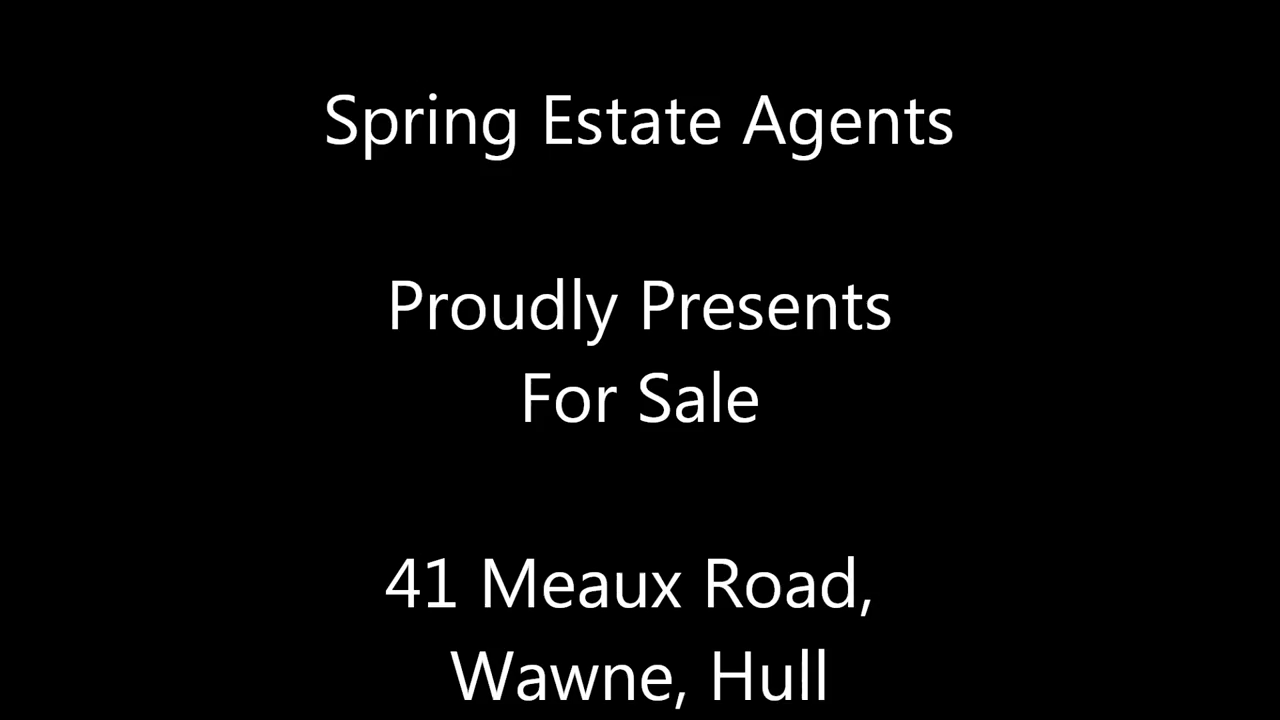 Spring Estate Agents
Proudly Presents
For Sale
41 Meaux Road,
Wawne, Hull